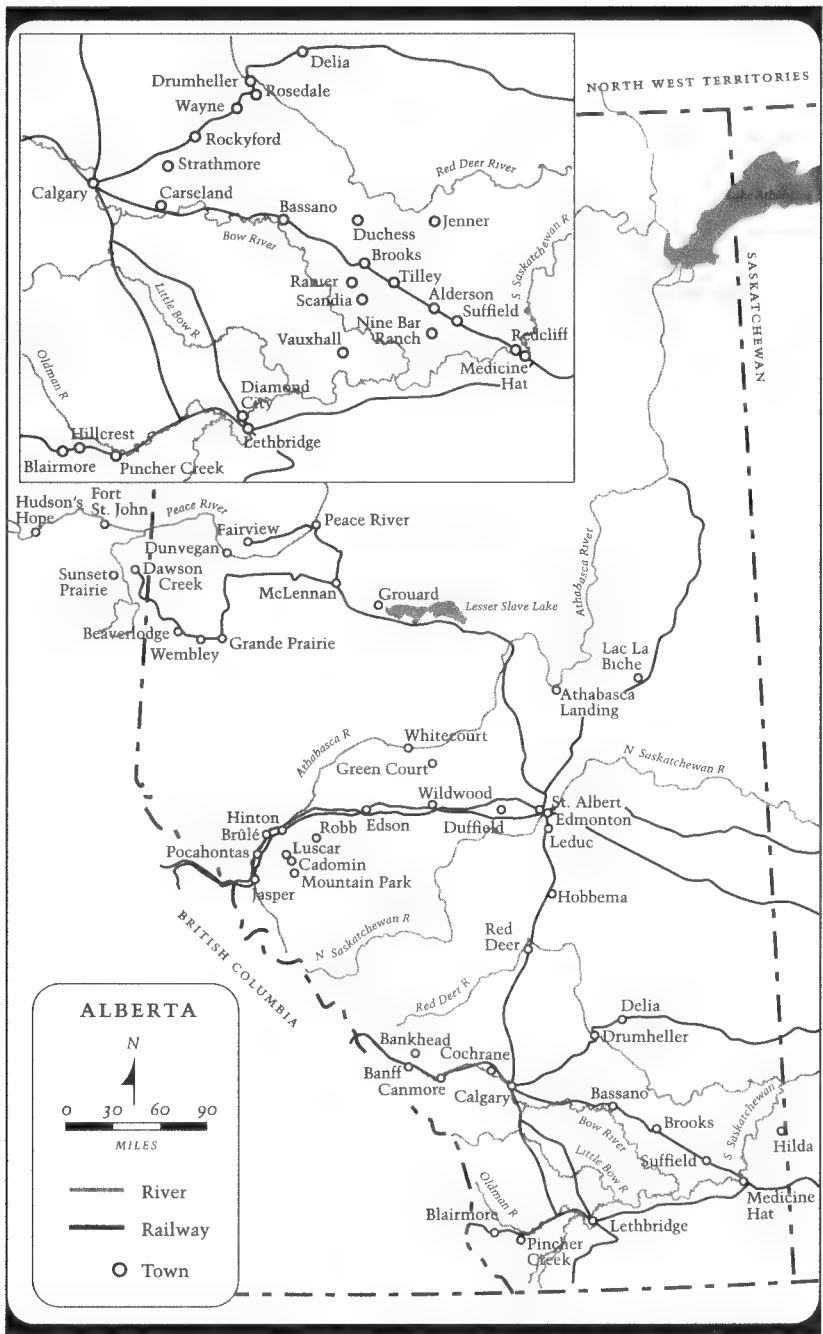 Delia
Drumheller
Rosedale
Wayne
Rockyford
Strathmore
Calgary
Carseland
Red Deer River
Bassano
Bow River
Duchess
Jenner
S Saskatchewan R
Brooks
Tilley
Scandia
Alderson
Suffield
Little Bow R
Nine Bar
Ranch
Vauxhall
Redcliff
Medicine
Hat
Oldman R
Diamond
City
Lethbridge
Hillcrest
Blairmore
Pincher Creek
NORTH WEST TERRITORIES
SASKATCHEWAN
Hudson's
Hope
Fort
St. John
Peace River
Fairview
Peace River
Dunvegan
Sunset
Prairie
Dawson
Creek
McLennan
Grouard
Lesser Slave Lake
Athabasca River
Beaverlodge
Wembley
Grande Prairie
Lac La
Biche
Athabasca
Landing
Athabasca R
Whitecourt
Green Court
N Saskatchewan R
Wildwood
St. Albert
Edmonton
Hinton
Brûlé
Robb
Edson
Duffield
Leduc
Pocahontas
Luscar
Cadomin
Mountain Park
Jasper
Hobbema
BRITISH COLUMBIA
N Saskatchewan R
Red
Deer
Red Deer R
Delia
Drumheller
Bankhead
Cochrane
Banff
Canmore
Calgary
Bassano
Brooks
Bow River
S Saskatchewan
Hilda
Little Bow R
Suffield
Oldman R
Medicine
Hat
Blairmore
Lethbridge
Pincher
Creek
ALBERTA
N
0 30 60 90
MILES
River
Railway
Town